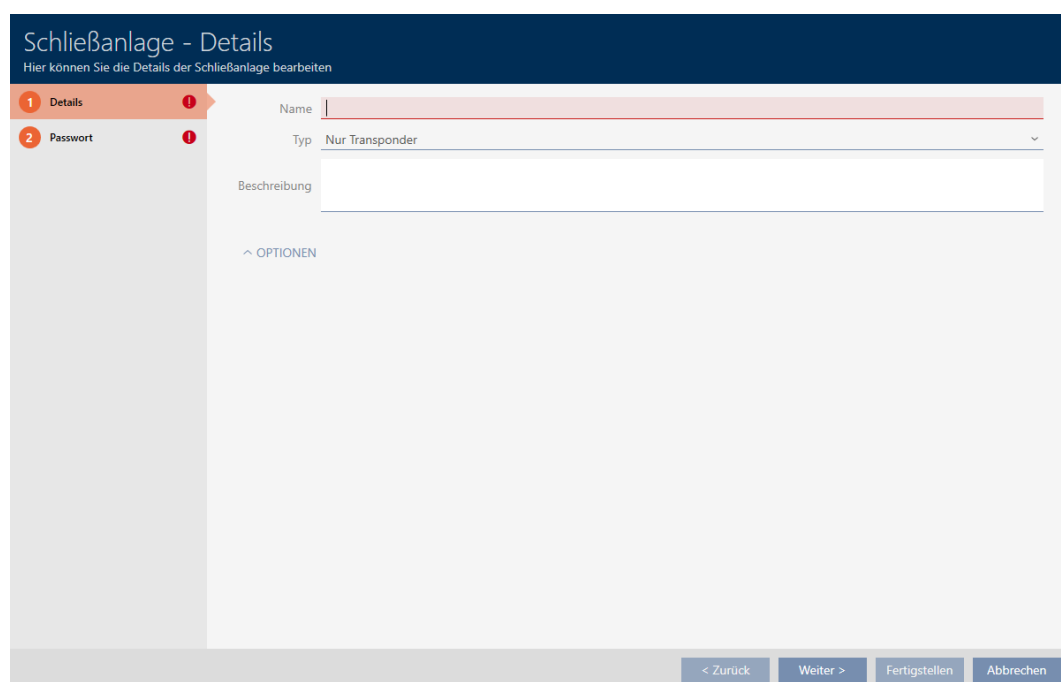 Schließanlage - Details
Hier können Sie die Details der Schließanlage bearbeiten
1 Details
2 Passwort
Name
Typ Nur Transponder
Beschreibung
OPTIONEN
< Zurück Weiter > Fertigstellen Abbrechen